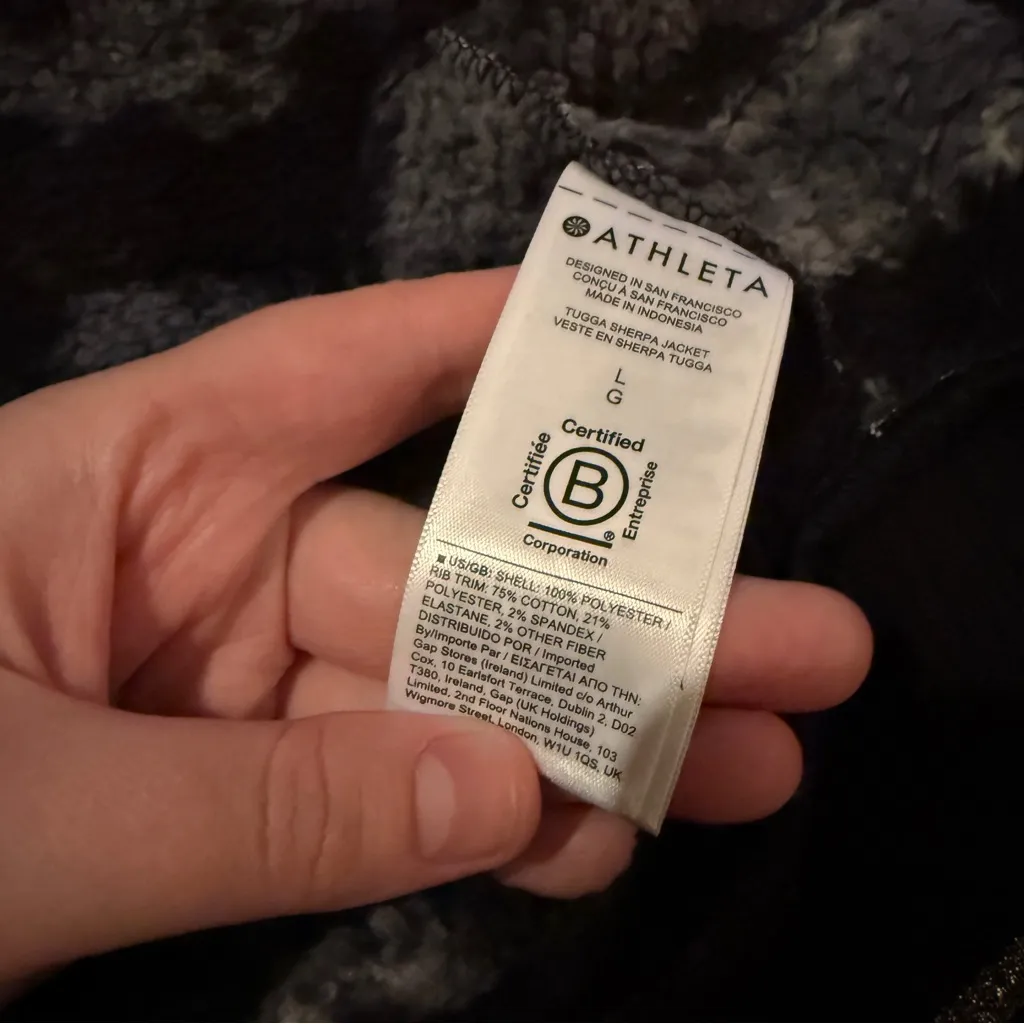 ATHLETA
DESIGNED IN SAN FRANCISCO
CONÇU À SAN FRANCISCO
MADE IN INDONESIA
TUGGA SHERPA JACKET
VESTE EN SHERPA TUGGA
L
G
Certified
Certifiée
B
Entreprise
®
Corporation
■ US/GB: SHELL: 100% POLYESTER /
RIB TRIM: 75% COTTON, 21%
POLYESTER, 2% SPANDEX /
ELASTANE, 2% OTHER FIBER
DISTRIBUIDO POR / Imported
By/Importe Par / ΕΙΣΑΓΕΤΑΙ ΑΠΟ ΤΗΝ:
Gap Stores (Ireland) Limited c/o Arthur
Cox, 10 Earlsfort Terrace, Dublin 2, D02
T380, Ireland, Gap (UK Holdings)
Limited, 2nd Floor Nations House, 103
Wigmore Street, London, W1U 1QS, UK